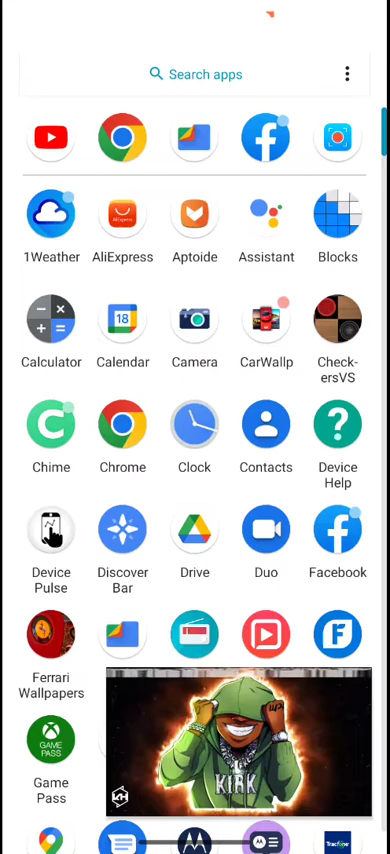 Search apps
1Weather
AliExpress
Aptoide
Assistant
Blocks
Calculator
Calendar
Camera
CarWallp
Check-
ersVS
Chime
Chrome
Clock
Contacts
Device
Help
Device
Pulse
Discover
Bar
Drive
Duo
Facebook
Ferrari
Wallpapers
KIRK
Game
Pass